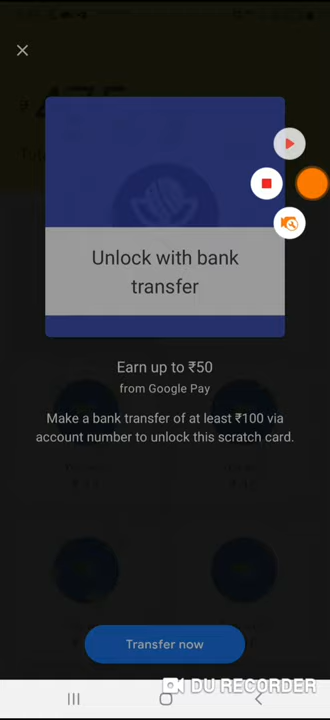 Unlock with bank
transfer
Earn up to ₹50
from Google Pay
Make a bank transfer of at least ₹100 via
account number to unlock this scratch card.
Transfer now
DU RECORDER